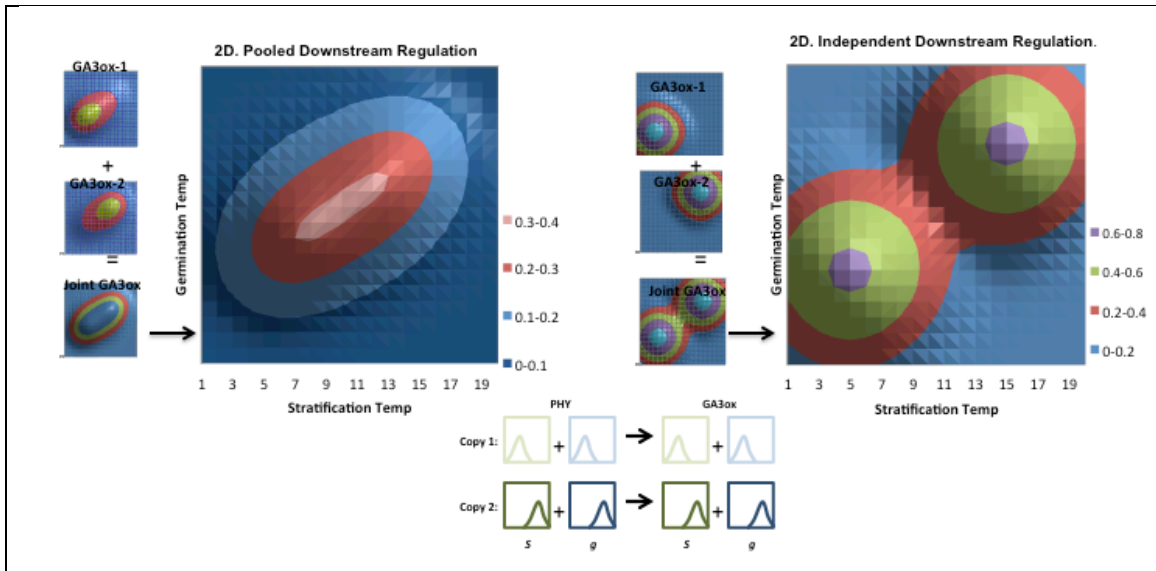 2D. Pooled Downstream Regulation
GA3ox-1
+
GA3ox-2
=
Joint GA3ox
Germination Temp
0.3-0.4
0.2-0.3
0.1-0.2
0-0.1
1 3 5 7 9 11 13 15 17 19
Stratification Temp
2D. Independent Downstream Regulation.
GA3ox-1
+
GA3ox-2
=
Joint GA3ox
Germination Temp
0.6-0.8
0.4-0.6
0.2-0.4
0-0.2
1 3 5 7 9 11 13 15 17 19
Stratification Temp
PHY GA3ox
Copy 1: + +
Copy 2: + +
S g S g